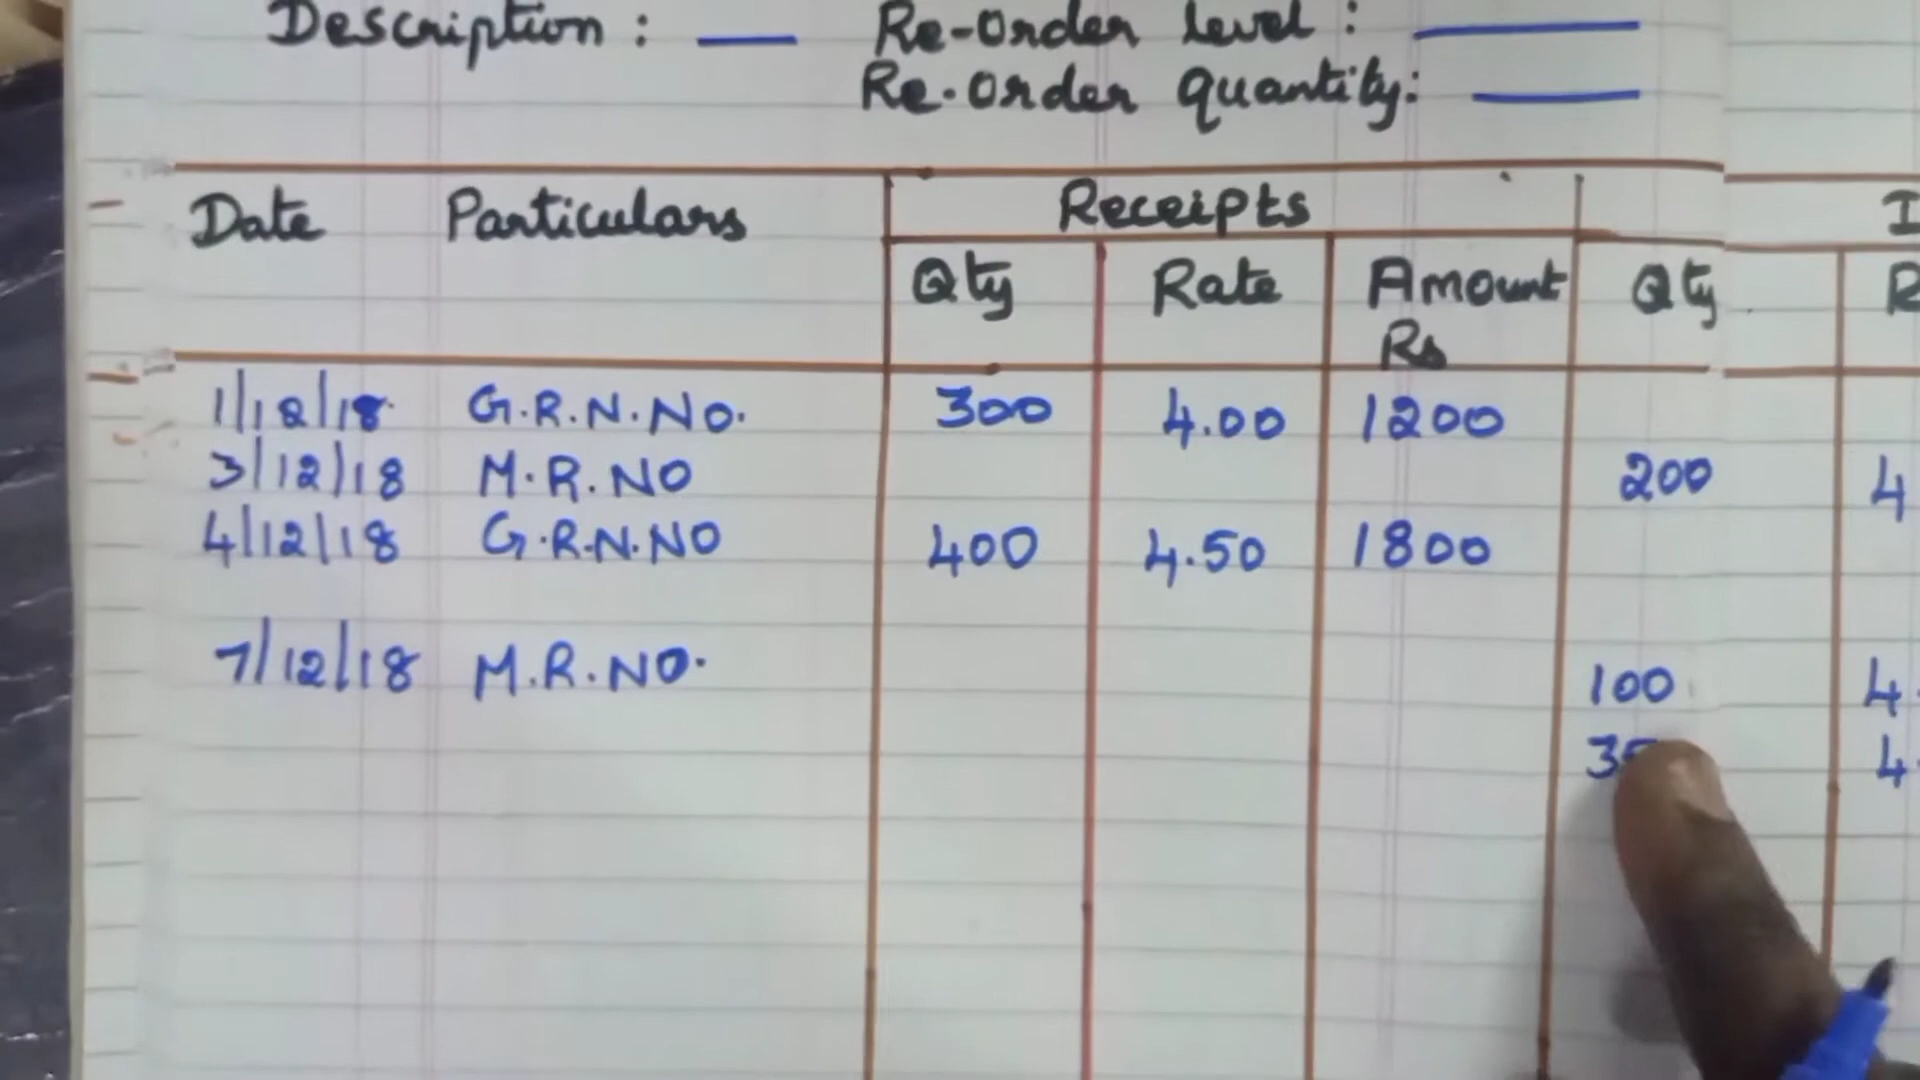 Description : Re-Order level :
Re-Order quantity:
Date Particulars Receipts
Qty Rate Amount Qty
Rs
1/12/18 G.R.N.NO. 300 4.00 1200
3/12/18 M.R.NO 200 4
4/12/18 G.R.N.NO 400 4.50 1800
7/12/18 M.R.NO. 100 4.
4.